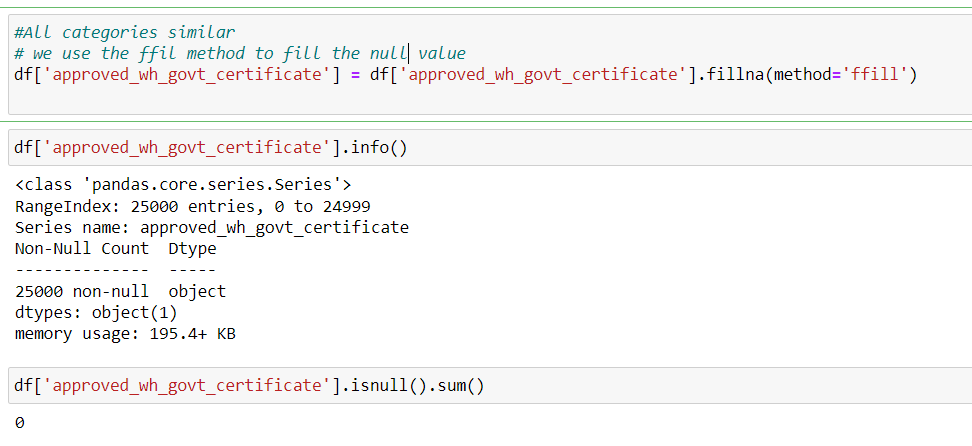 #All categories similar
# we use the ffil method to fill the null value
df['approved_wh_govt_certificate'] = df['approved_wh_govt_certificate'].fillna(method='ffill')
df['approved_wh_govt_certificate'].info()
<class 'pandas.core.series.Series'>
RangeIndex: 25000 entries, 0 to 24999
Series name: approved_wh_govt_certificate
Non-Null Count  Dtype
--------------  -----
25000 non-null  object
dtypes: object(1)
memory usage: 195.4+ KB
df['approved_wh_govt_certificate'].isnull().sum()
0